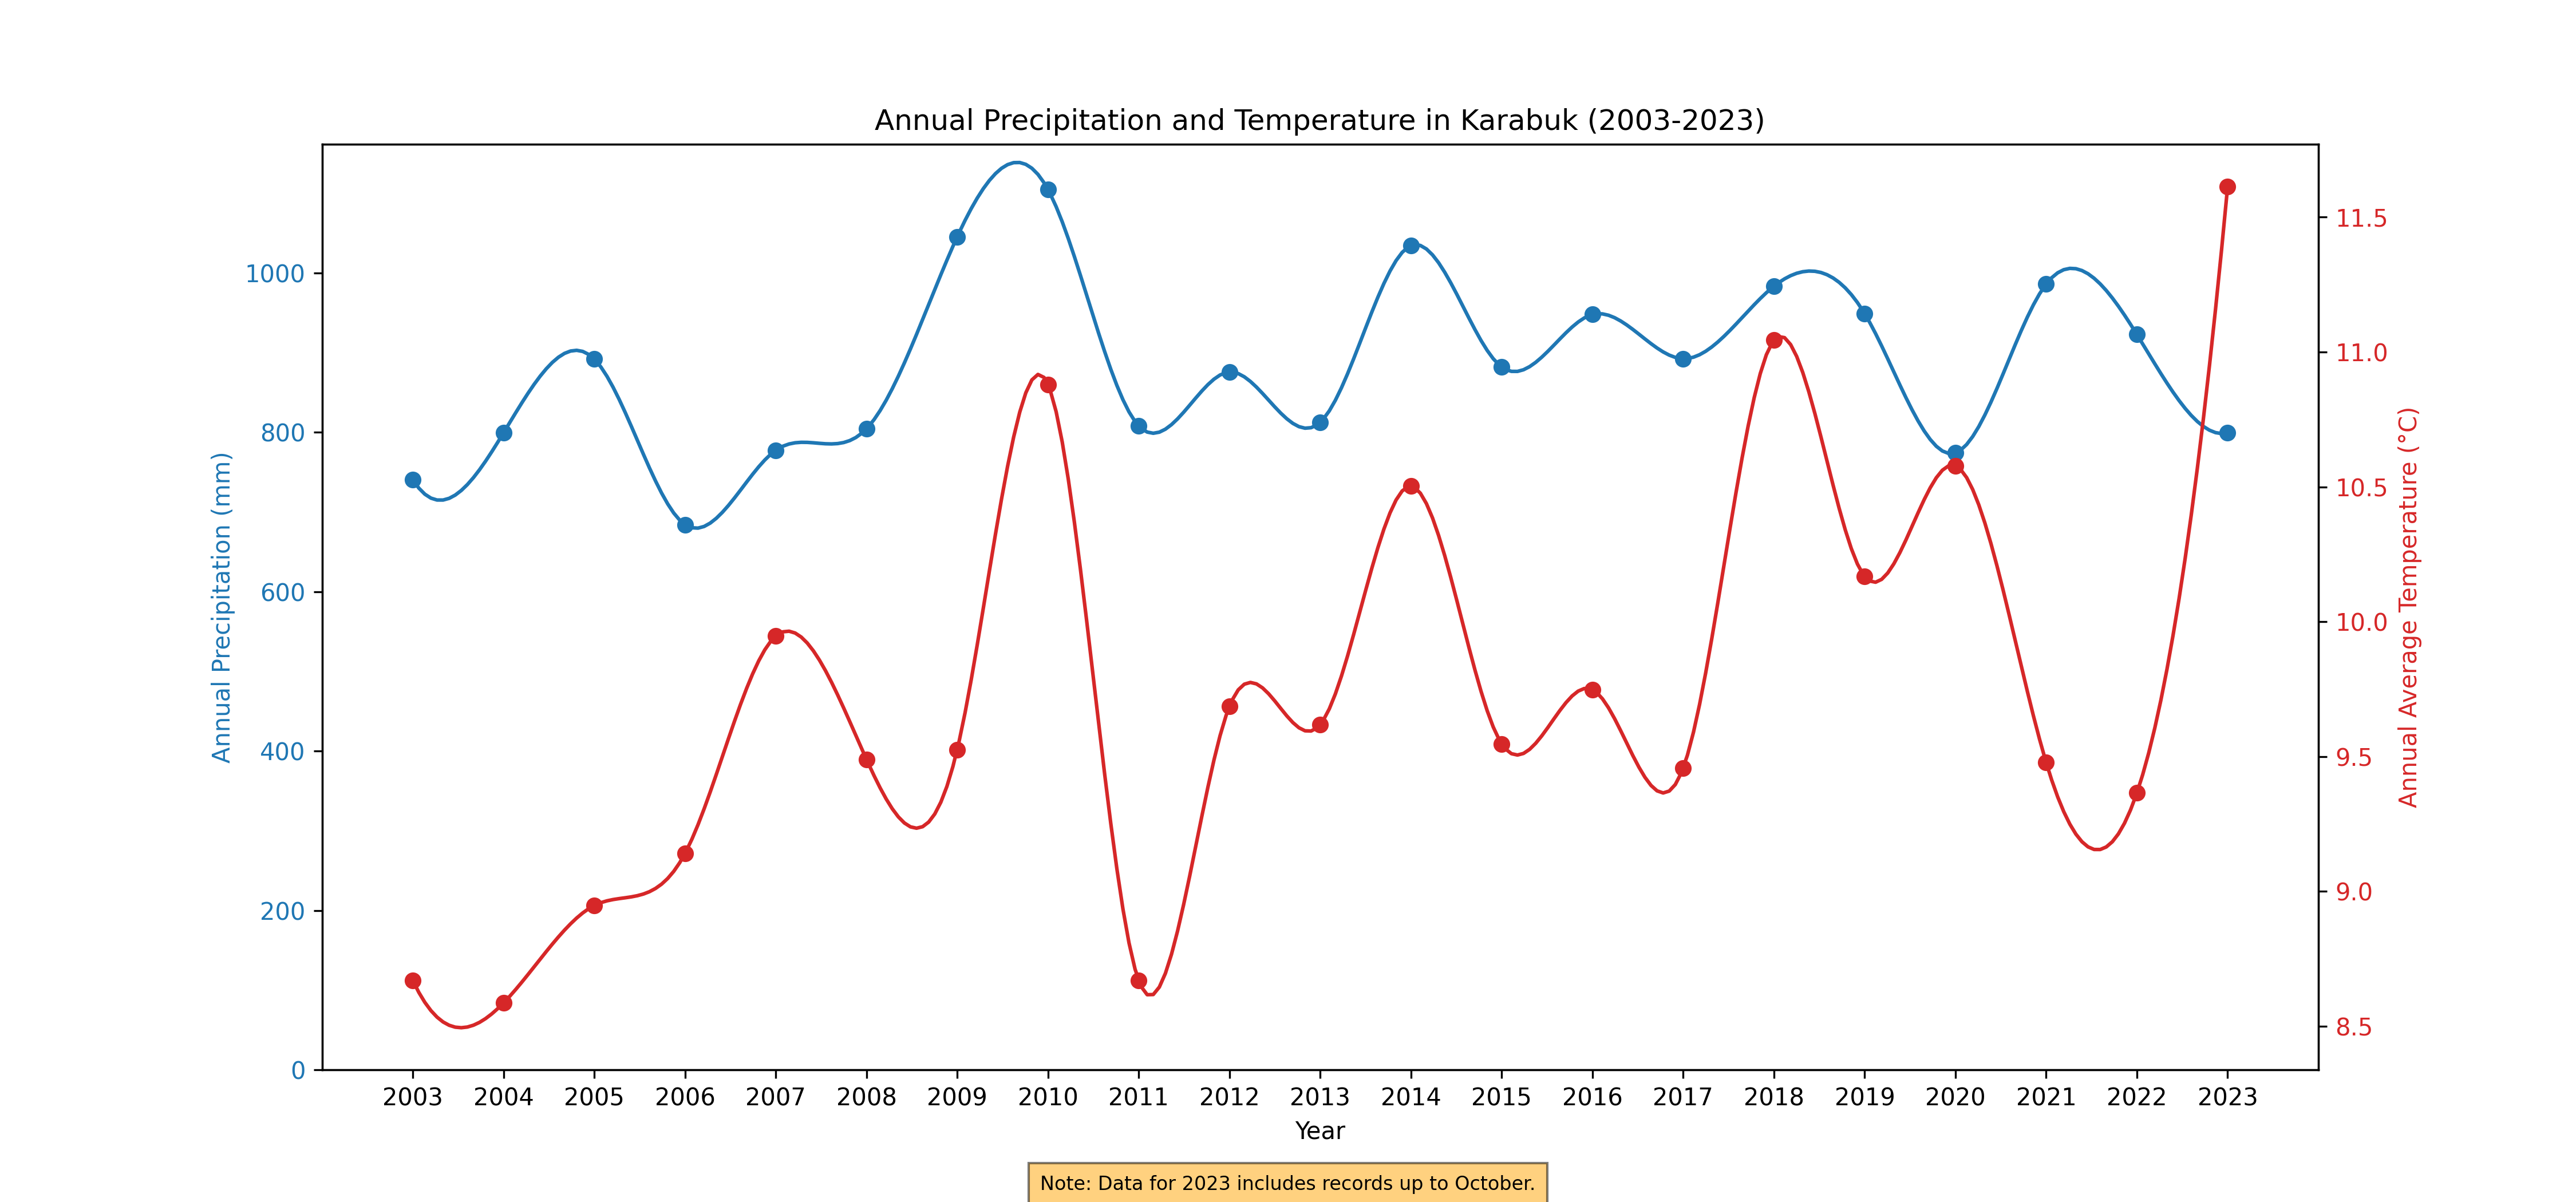 Annual Precipitation and Temperature in Karabuk (2003-2023)
Annual Precipitation (mm)
1000
800
600
400
200
0
11.5
11.0
10.5
10.0
9.5
9.0
8.5
Annual Average Temperature (°C)
2003 2004 2005 2006 2007 2008 2009 2010 2011 2012 2013 2014 2015 2016 2017 2018 2019 2020 2021 2022 2023
Year
Note: Data for 2023 includes records up to October.